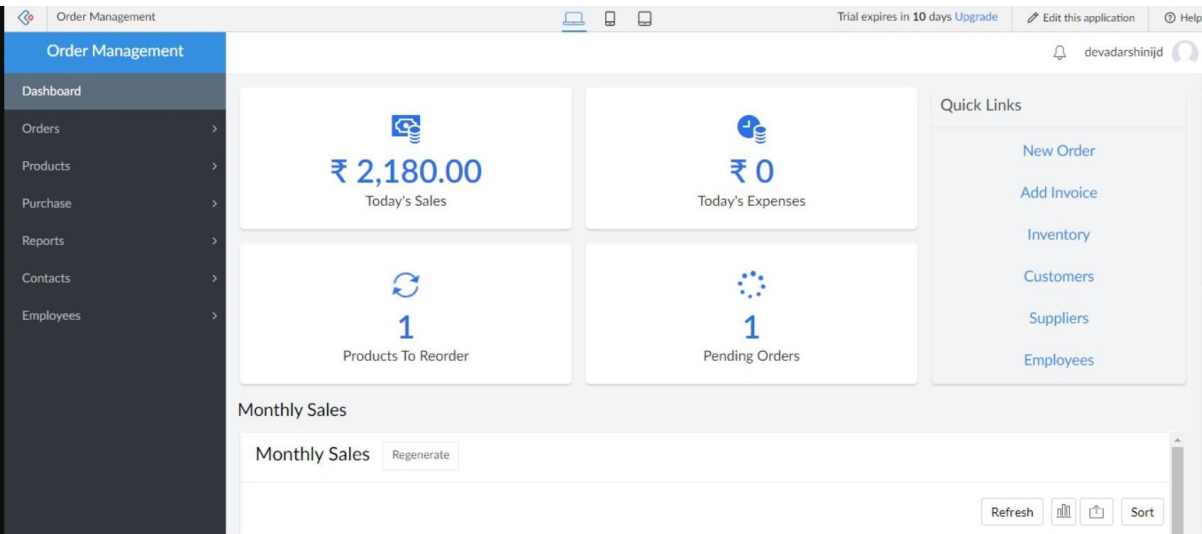 Order Management
Trial expires in 10 days Upgrade
Edit this application
Help
Order Management
devadarshinijd
Dashboard
Orders
Products
Purchase
Reports
Contacts
Employees
₹ 2,180.00
Today's Sales
₹ 0
Today's Expenses
1
Products To Reorder
1
Pending Orders
Quick Links
New Order
Add Invoice
Inventory
Customers
Suppliers
Employees
Monthly Sales
Monthly Sales
Regenerate
Refresh
Sort